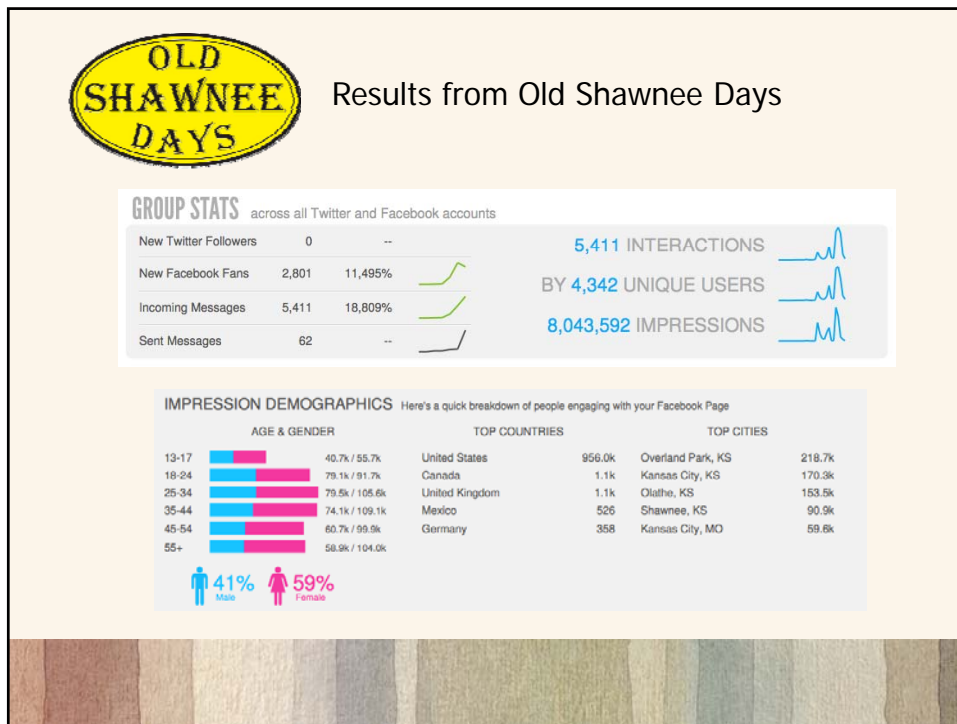 OLD
SHAWNEE
DAYS
Results from Old Shawnee Days
GROUP STATS across all Twitter and Facebook accounts
New Twitter Followers 0 --
New Facebook Fans 2,801 11,495%
Incoming Messages 5,411 18,809%
Sent Messages 62 --
5,411 INTERACTIONS
BY 4,342 UNIQUE USERS
8,043,592 IMPRESSIONS
IMPRESSION DEMOGRAPHICS Here's a quick breakdown of people engaging with your Facebook Page
AGE & GENDER
13-17 40.7k / 55.7k
18-24 79.1k / 91.7k
25-34 79.5k / 105.6k
35-44 74.1k / 109.1k
45-54 60.7k / 99.9k
55+ 58.9k / 104.0k
41% 59%
Male Female
TOP COUNTRIES
United States 956.0k
Canada 1.1k
United Kingdom 1.1k
Mexico 526
Germany 358
TOP CITIES
Overland Park, KS 218.7k
Kansas City, KS 170.3k
Olathe, KS 153.5k
Shawnee, KS 90.9k
Kansas City, MO 59.6k